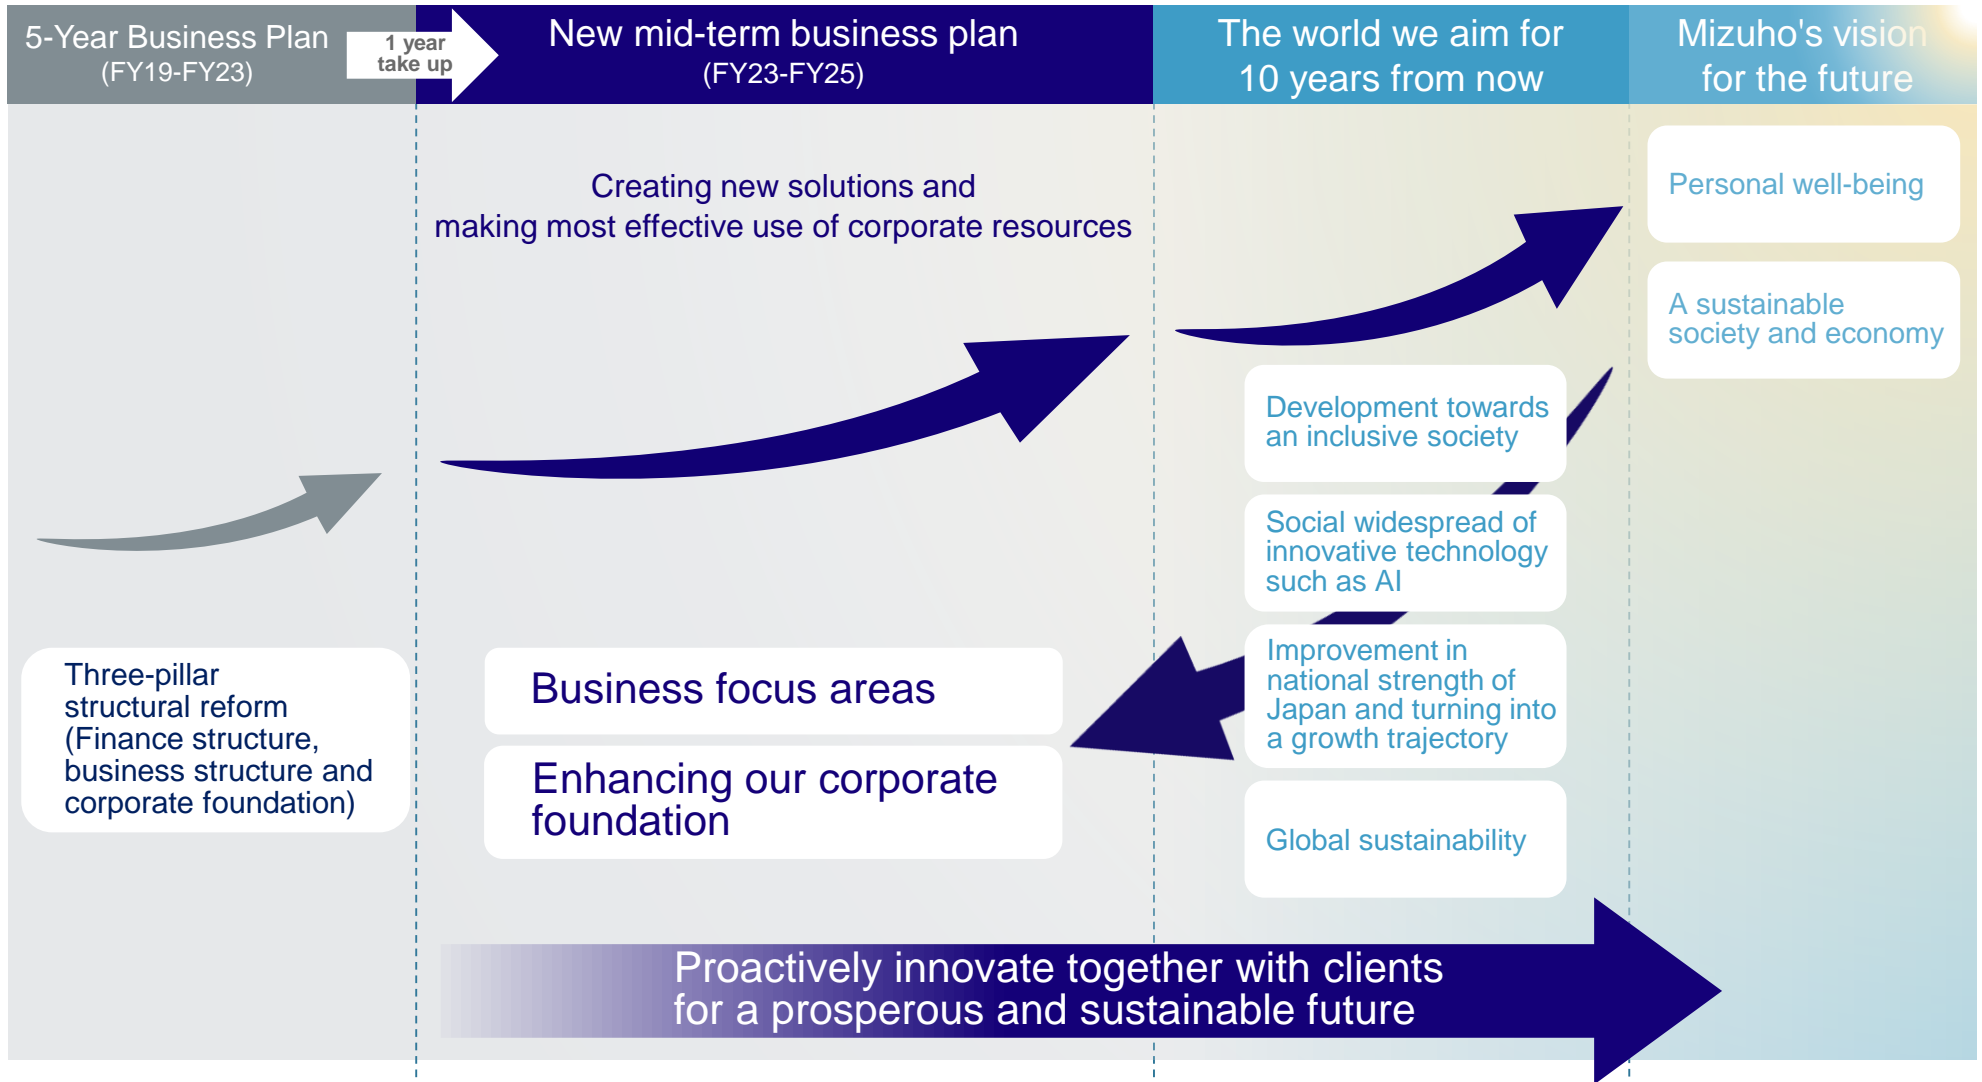 5-Year Business Plan
(FY19-FY23)
1 year
take up
New mid-term business plan
(FY23-FY25)
The world we aim for
10 years from now
Mizuho's vision
for the future
Creating new solutions and
making most effective use of corporate resources
Personal well-being
A sustainable
society and economy
Development towards
an inclusive society
Social widespread of
innovative technology
such as AI
Improvement in
national strength of
Japan and turning into
a growth trajectory
Global sustainability
Three-pillar
structural reform
(Finance structure,
business structure and
corporate foundation)
Business focus areas
Enhancing our corporate
foundation
Proactively innovate together with clients
for a prosperous and sustainable future